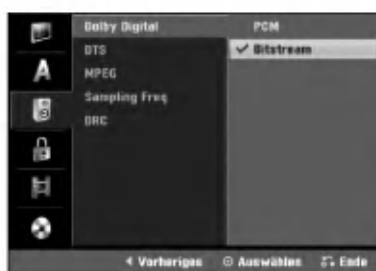 Dolby Digital
PCM
DTS
✓ Bitstream
MPEG
Sampling Freq
DRC
A
◄ Vorheriges ⊙ Auswählen Ende